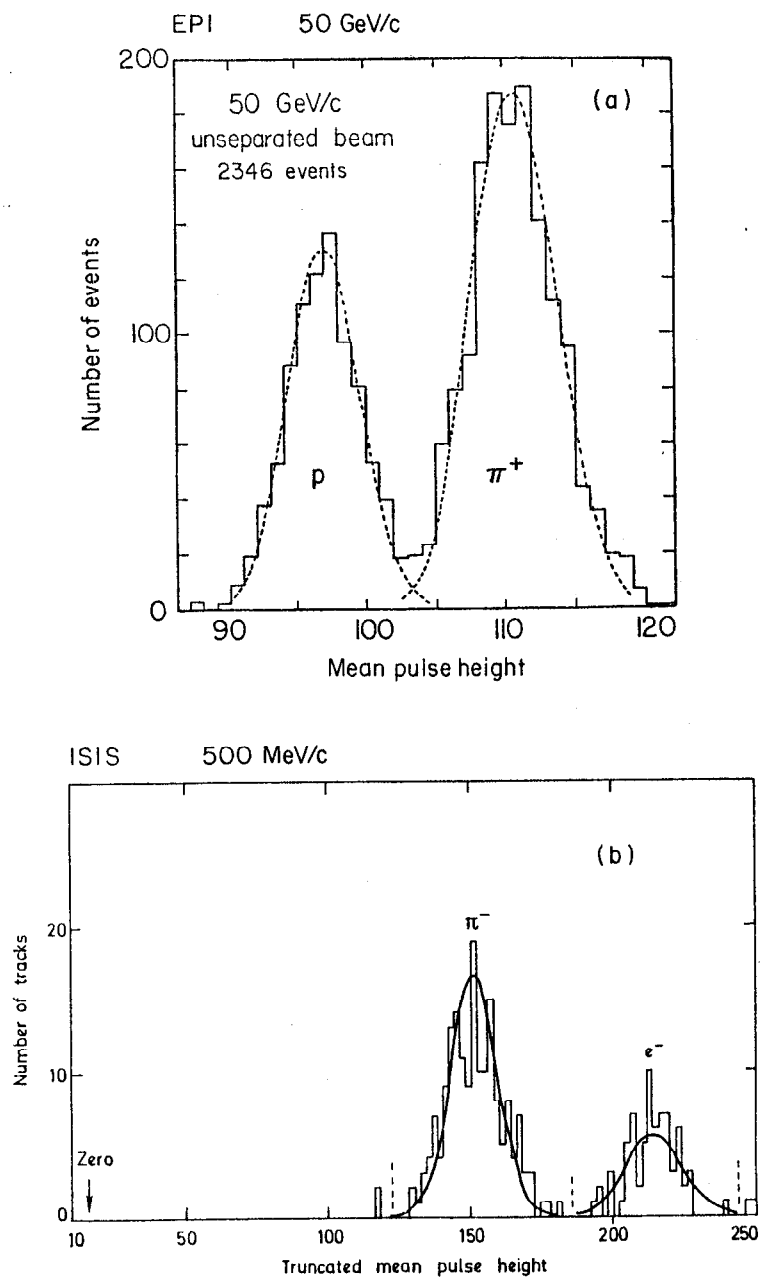 EPI 50 GeV/c
200
(a)
50 GeV/c
unseparated beam
2346 events
Number of events
100
p
π+
0
90 100 110 120
Mean pulse height
ISIS 500 MeV/c
(b)
π−
20
Number of tracks
e−
10
Zero
0
10 50 100 150 200 250
Truncated mean pulse height